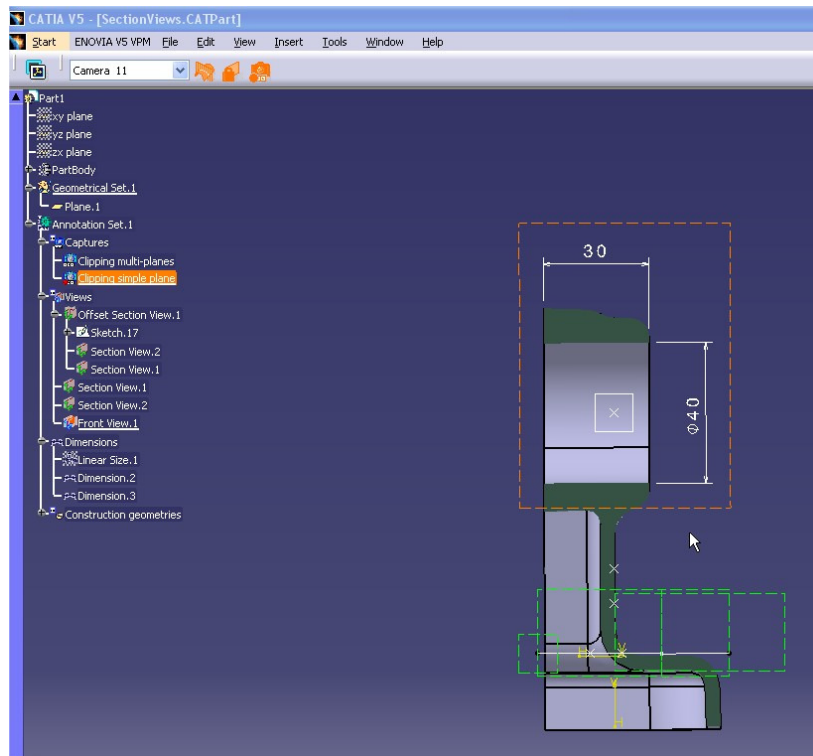 CATIA V5 - [SectionViews.CATPart]
Start ENOVIA V5 VPM File Edit View Insert Tools Window Help
Camera 11
Part1
xy plane
yz plane
zx plane
PartBody
Geometrical Set.1
Plane.1
Annotation Set.1
Captures
Clipping multi-planes
Clipping simple plane
Views
Offset Section View.1
Sketch.17
Section View.2
Section View.1
Section View.1
Section View.2
Front View.1
Dimensions
Linear Size.1
Dimension.2
Dimension.3
Construction geometries
30
⌀40